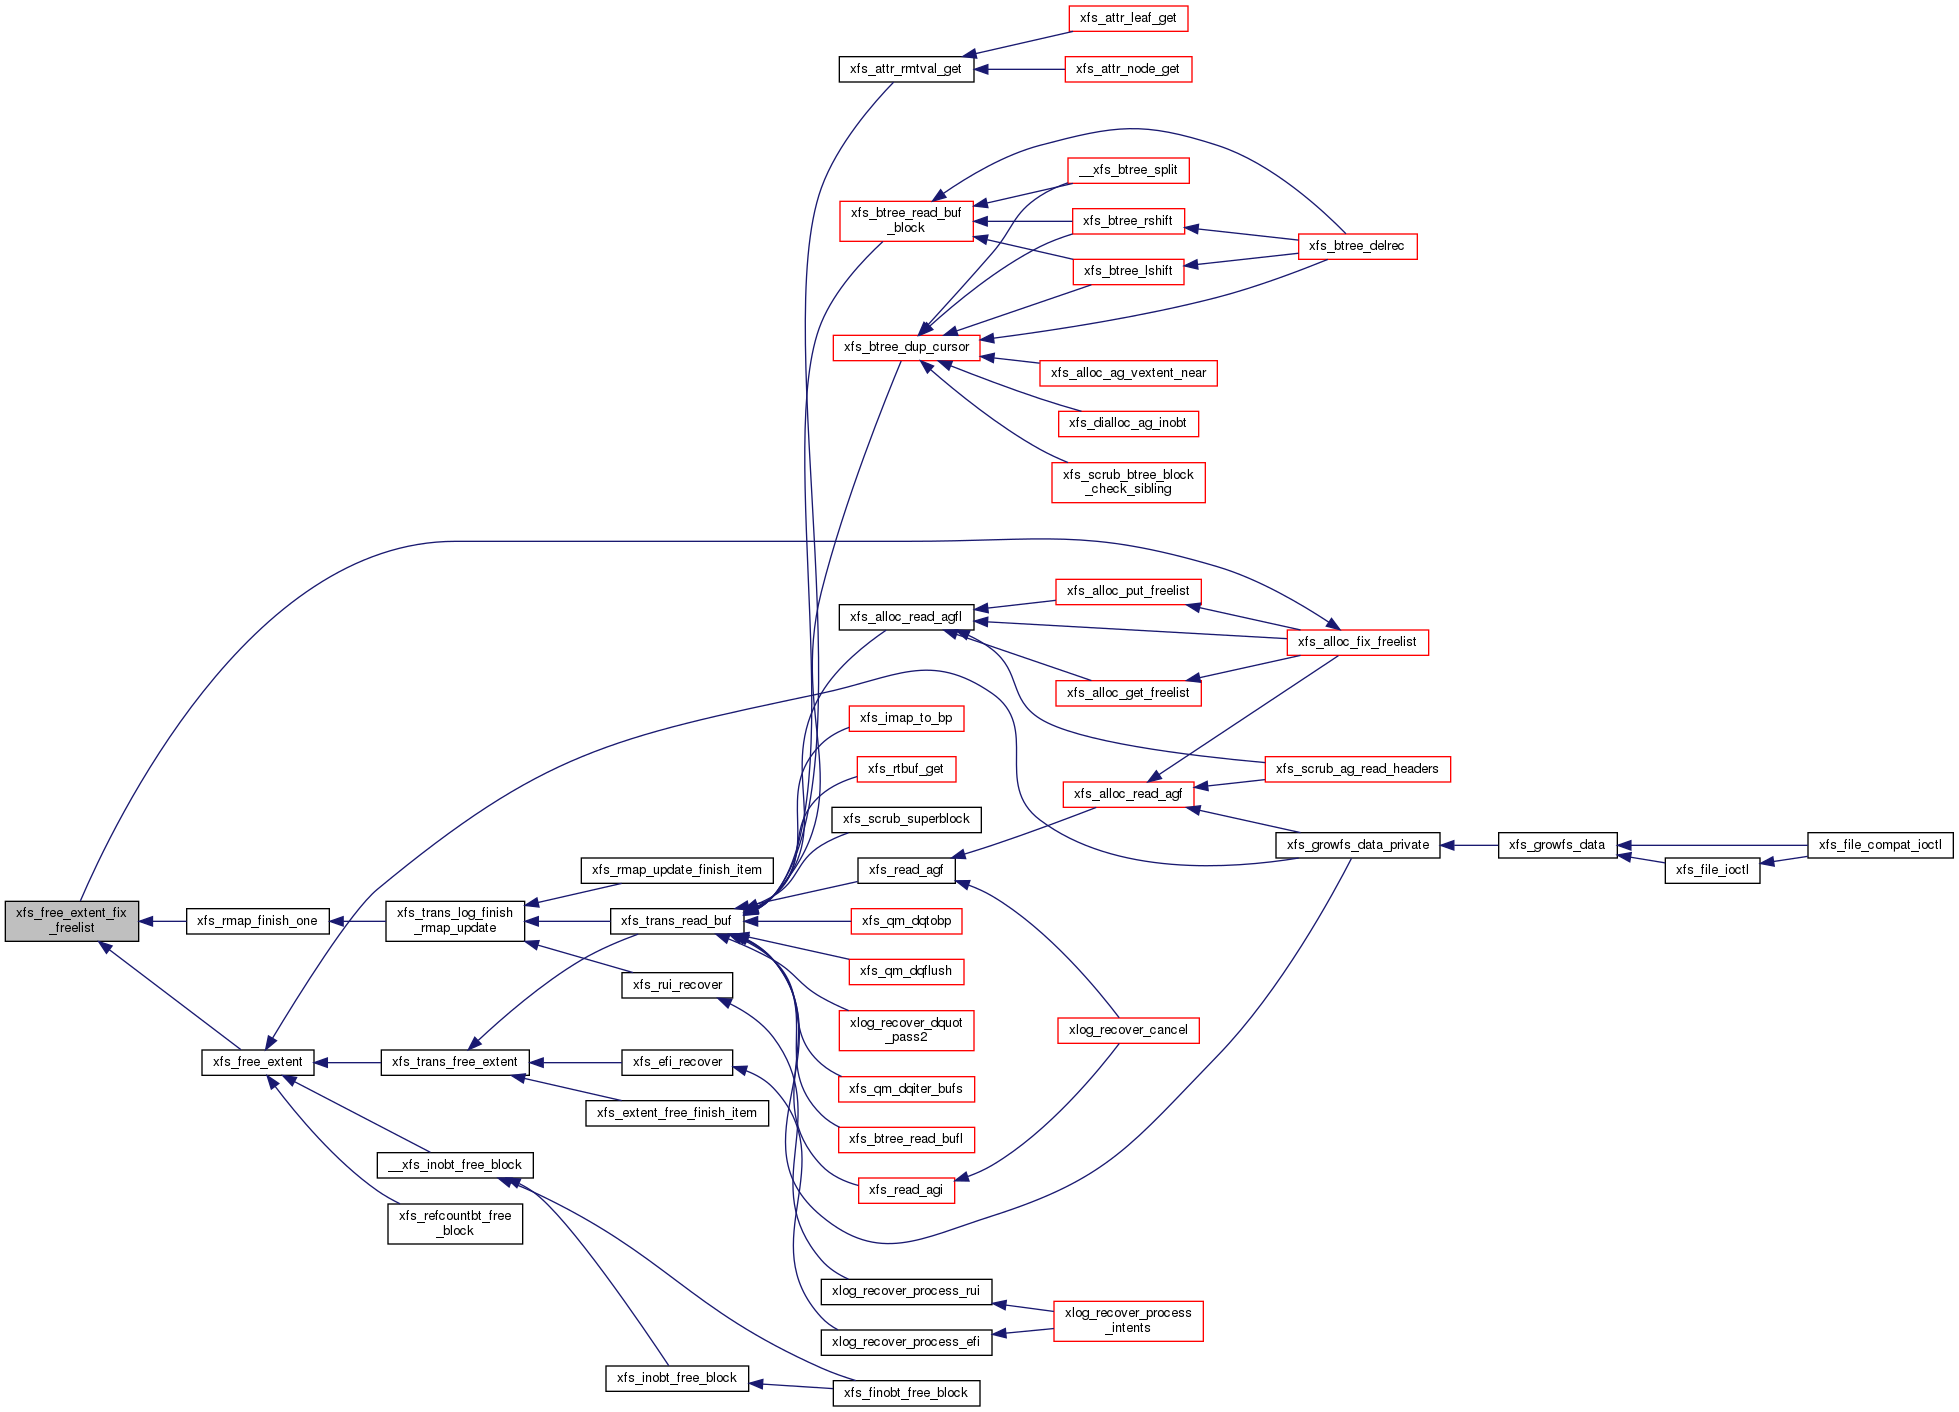 xfs_attr_leaf_get
xfs_attr_rmtval_get
xfs_attr_node_get
__xfs_btree_split
xfs_btree_read_buf
_block
xfs_btree_rshift
xfs_btree_delrec
xfs_btree_lshift
xfs_btree_dup_cursor
xfs_alloc_ag_vextent_near
xfs_dialloc_ag_inobt
xfs_scrub_btree_block
_check_sibling
xfs_alloc_put_freelist
xfs_alloc_read_agfl
xfs_alloc_fix_freelist
xfs_alloc_get_freelist
xfs_imap_to_bp
xfs_rtbuf_get
xfs_scrub_ag_read_headers
xfs_alloc_read_agf
xfs_scrub_superblock
xfs_growfs_data_private
xfs_growfs_data
xfs_file_compat_ioctl
xfs_rmap_update_finish_item
xfs_read_agf
xfs_file_ioctl
xfs_free_extent_fix
_freelist
xfs_rmap_finish_one
xfs_trans_log_finish
_rmap_update
xfs_trans_read_buf
xfs_qm_dqtobp
xfs_qm_dqflush
xfs_rui_recover
xlog_recover_dquot
_pass2
xlog_recover_cancel
xfs_free_extent
xfs_trans_free_extent
xfs_efi_recover
xfs_qm_dqiter_bufs
xfs_extent_free_finish_item
xfs_btree_read_bufl
__xfs_inobt_free_block
xfs_read_agi
xfs_refcountbt_free
_block
xlog_recover_process_rui
xlog_recover_process
_intents
xlog_recover_process_efi
xfs_inobt_free_block
xfs_finobt_free_block